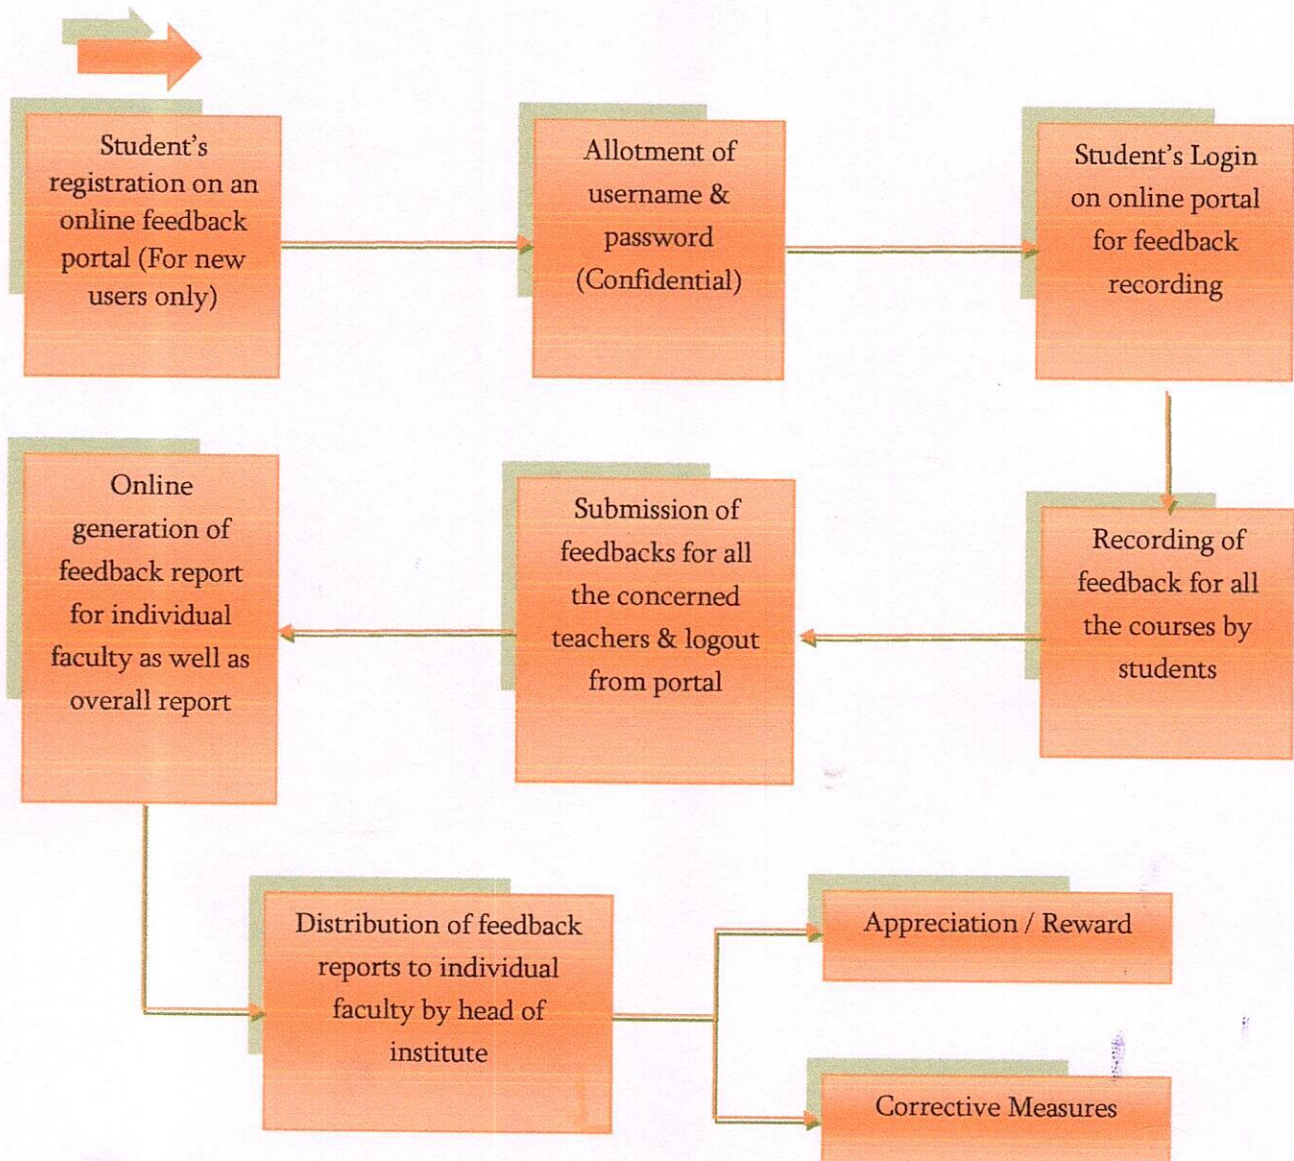 Student's
registration on an
online feedback
portal (For new
users only)
Allotment of
username &
password
(Confidential)
Student's Login
on online portal
for feedback
recording
Recording of
feedback for all
the courses by
students
Submission of
feedbacks for all
the concerned
teachers & logout
from portal
Online
generation of
feedback report
for individual
faculty as well as
overall report
Distribution of feedback
reports to individual
faculty by head of
institute
Appreciation / Reward
Corrective Measures